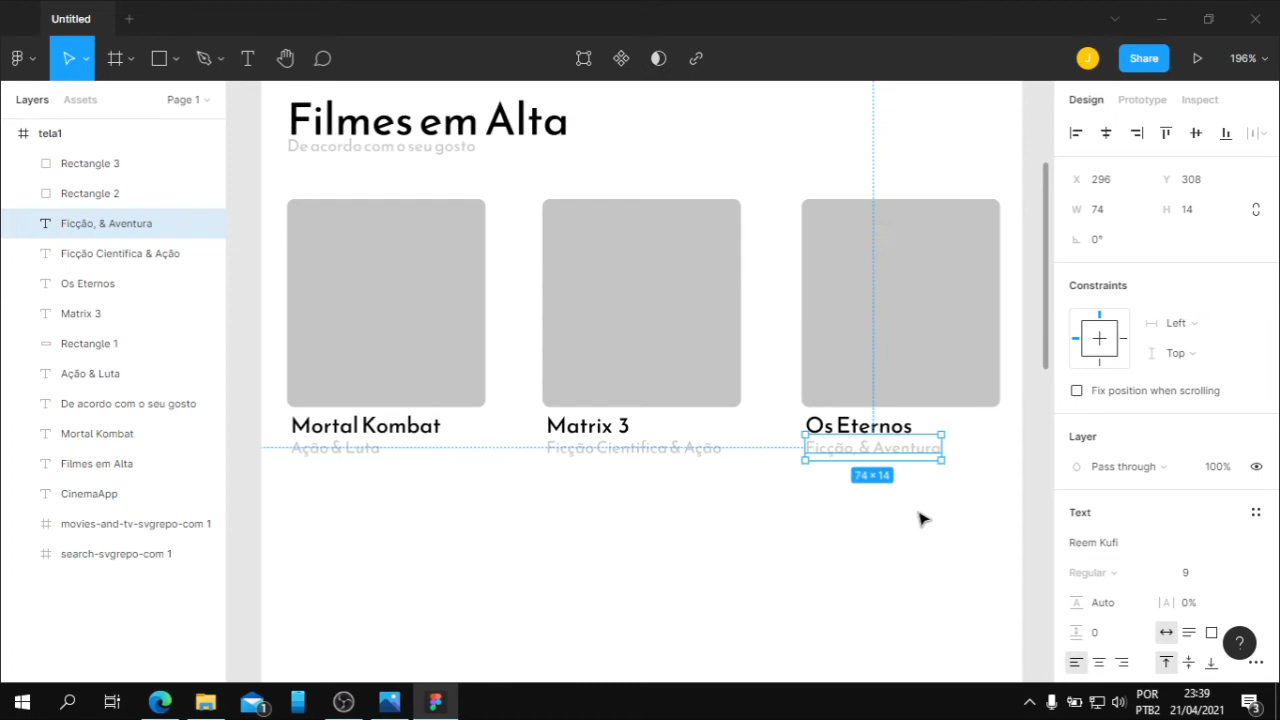 Untitled
Share
196%
Layers
Assets
Page 1
tela1
Rectangle 3
Rectangle 2
Ficção, & Aventura
Ficção Cientifica & Ação
Os Eternos
Matrix 3
Rectangle 1
Ação & Luta
De acordo com o seu gosto
Mortal Kombat
Filmes em Alta
CinemaApp
movies-and-tv-svgrepo-com 1
search-svgrepo-com 1
Filmes em Alta
De acordo com o seu gosto
Mortal Kombat
Ação & Luta
Matrix 3
Ficção Cientifica & Ação
Os Eternos
Ficção, & Aventura
74 × 14
Design
Prototype
Inspect
X 296
Y 308
W 74
H 14
0°
Constraints
Left
Top
Fix position when scrolling
Layer
Pass through
100%
Text
Reem Kufi
Regular
9
Auto
0%
0
?
J
1
POR
PTB2
23:39
21/04/2021
3